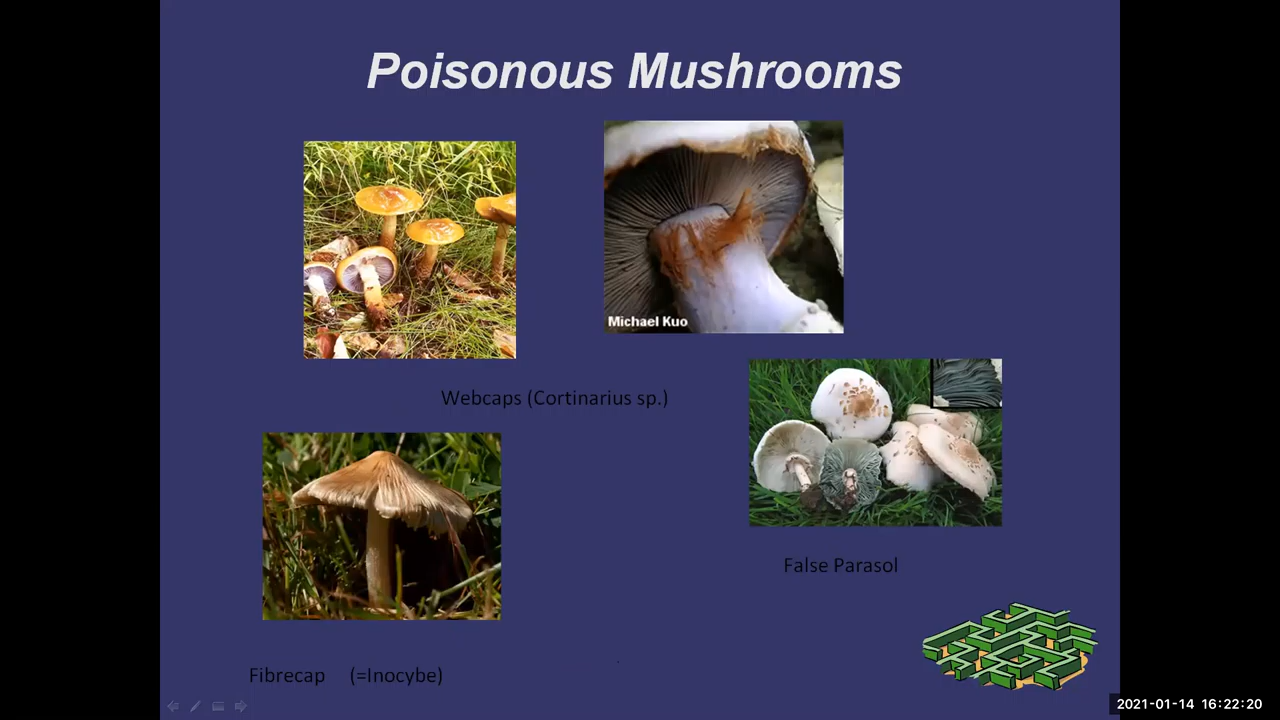 Poisonous Mushrooms
Michael Kuo
Webcaps (Cortinarius sp.)
False Parasol
Fibrecap (=Inocybe)
2021-01-14 16:22:20